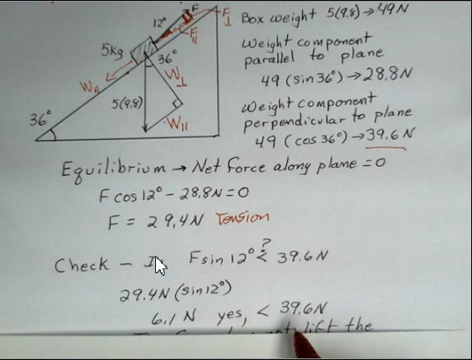 12° F
F⊥
F∥
5kg
W∥
36°
W⊥
5(9.8)
W∥
36°
Box weight 5(9.8) → 49N
Weight component
parallel to plane
49 (sin 36°) → 28.8N
Weight component
perpendicular to plane
49 (cos 36°) → 39.6N
Equilibrium → Net force along plane = 0
F cos 12° - 28.8N = 0
F = 29.4N Tension
Check - Is F sin 12° <? 39.6N
29.4N (sin 12°)
6.1 N yes, < 39.6N
not lift the